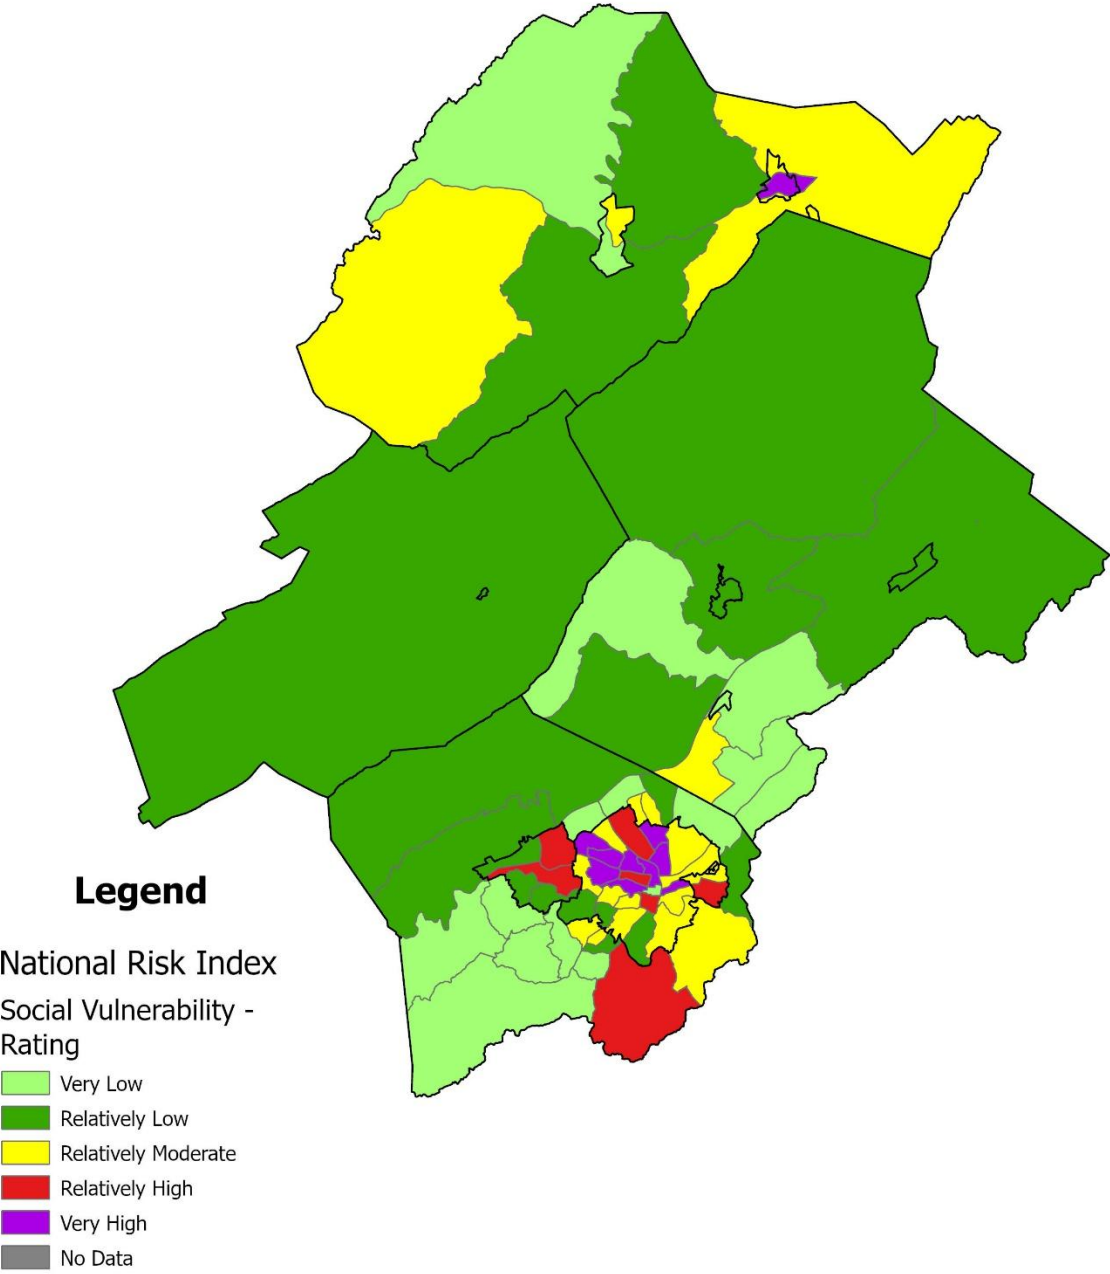 Legend
National Risk Index
Social Vulnerability -
Rating
Very Low
Relatively Low
Relatively Moderate
Relatively High
Very High
No Data